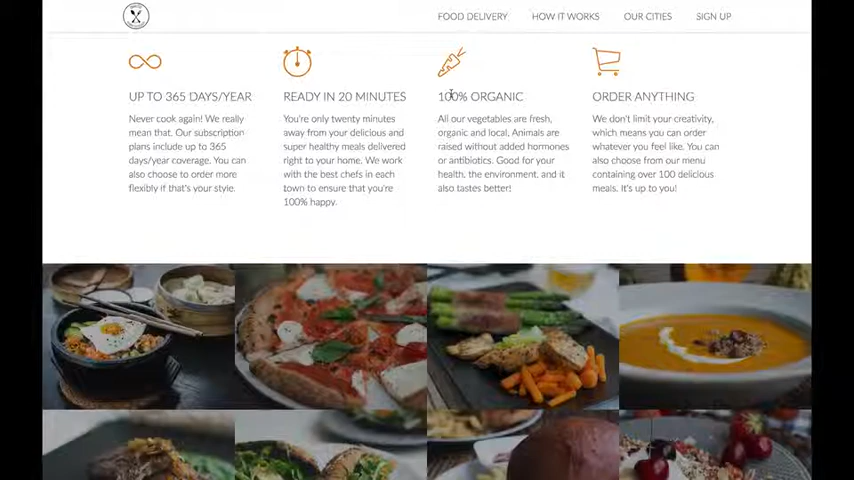 FOOD DELIVERY HOW IT WORKS OUR CITIES SIGN UP
UP TO 365 DAYS/YEAR
Never cook again! We really
mean that. Our subscription
plans include up to 365
days/year coverage. You can
also choose to order more
flexibly if that's your style.
READY IN 20 MINUTES
You're only twenty minutes
away from your delicious and
super healthy meals delivered
right to your home. We work
with the best chefs in each
town to ensure that you're
100% happy.
100% ORGANIC
All our vegetables are fresh,
organic and local. Animals are
raised without added hormones
or antibiotics. Good for your
health, the environment, and it
also tastes better!
ORDER ANYTHING
We don't limit your creativity,
which means you can order
whatever you feel like. You can
also choose from our menu
containing over 100 delicious
meals. It's up to you!